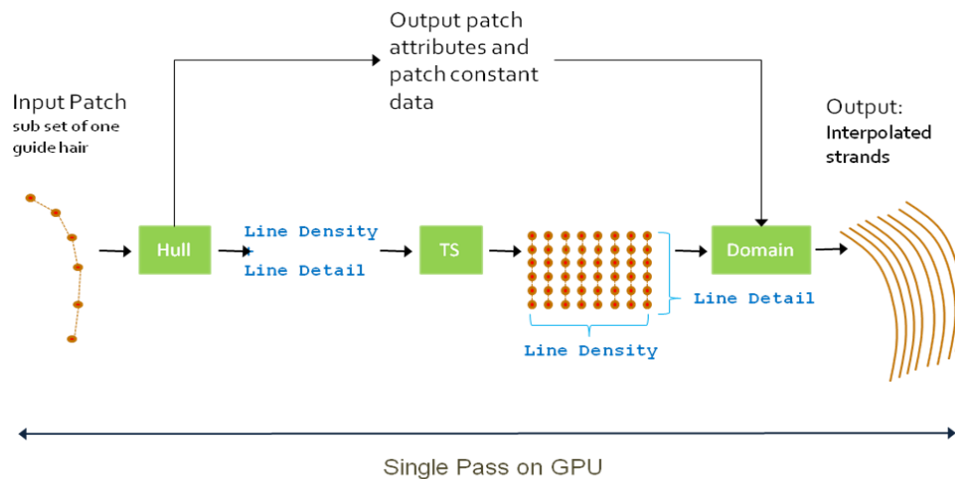 Output patch
attributes and
patch constant
data
Input Patch
sub set of one
guide hair
Output:
Interpolated
strands
Hull
Line Density
+
Line Detail
TS
Domain
Line Detail
Line Density
Single Pass on GPU